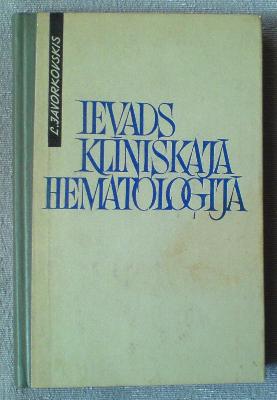 L.JAVORKOVSKIS
IEVADS
KLĪNISKAJĀ
HEMATOLOĢIJĀ